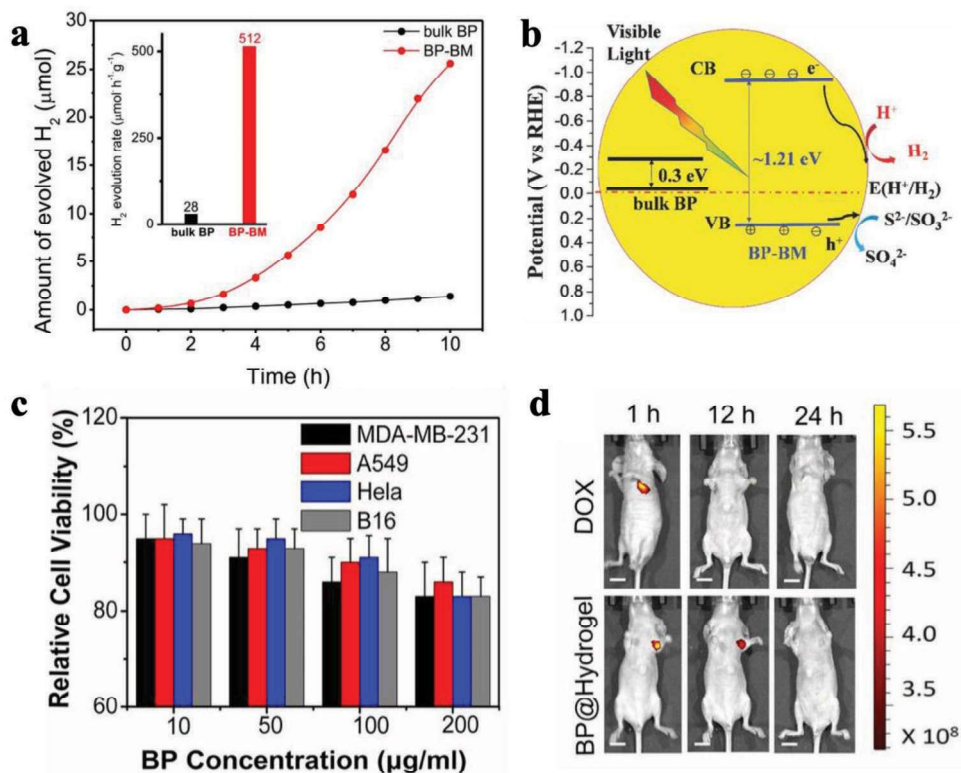 a
Amount of evolved H₂ (μmol)
30
25
20
15
10
5
0
0 2 4 6 8 10
Time (h)
bulk BP
BP-BM
H₂ evolution rate (μmol h⁻¹ g⁻¹)
500
250
0
28
512
bulk BP BP-BM
b
Potential (V vs RHE)
-1.2
-1.0
-0.8
-0.6
-0.4
-0.2
0.0
0.2
0.4
0.6
0.8
1.0
Visible
Light
CB
e⁻
H⁺
H₂
~1.21 eV
0.3 eV
bulk BP
E(H⁺/H₂)
VB
h⁺
BP-BM
S²⁻/SO₃²⁻
SO₄²⁻
c
Relative Cell Viability (%)
120
100
80
60
MDA-MB-231
A549
Hela
B16
10 50 100 200
BP Concentration (μg/ml)
d
1 h 12 h 24 h
DOX
BP@Hydrogel
5.5
5.0
4.5
4.0
3.5
X 10⁸